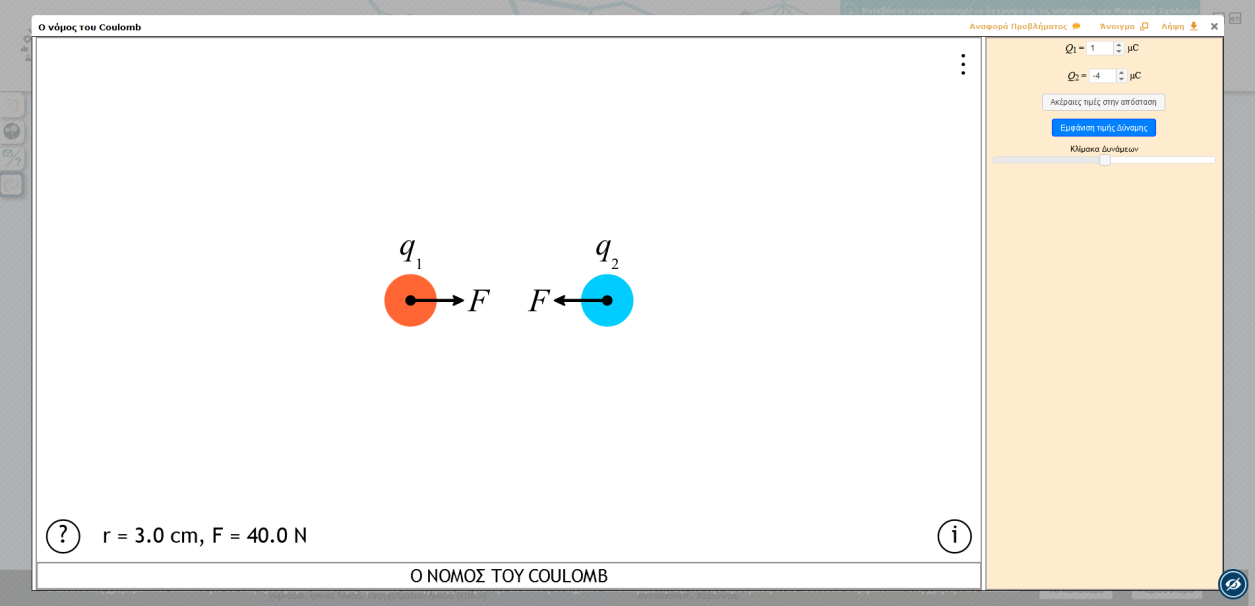 Ο νόμος του Coulomb
Αναφορά Προβλήματος Άνοιγμα Λήψη
Q1 = 1 μC
Q2 = -4 μC
Ακέραιες τιμές στην απόσταση
Εμφάνιση τιμής Δύναμης
Κλίμακα Δυνάμεων
q1 q2
F F
? r = 3.0 cm, F = 40.0 N i
Ο ΝΟΜΟΣ ΤΟΥ COULOMB